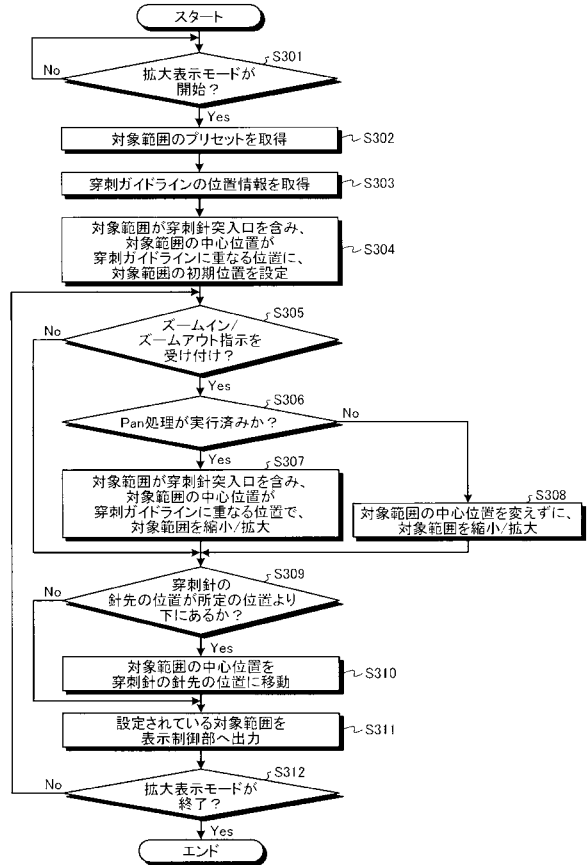 スタート
S301
拡大表示モードが
開始？
No
Yes
対象範囲のプリセットを取得
S302
穿刺ガイドラインの位置情報を取得
S303
対象範囲が穿刺針突入口を含み、
対象範囲の中心位置が
穿刺ガイドラインに重なる位置に、
対象範囲の初期位置を設定
S304
S305
ズームイン/
ズームアウト指示を
受け付け？
No
Yes
S306
Pan処理が実行済みか？
No
Yes
S307
対象範囲が穿刺針突入口を含み、
対象範囲の中心位置が
穿刺ガイドラインに重なる位置で、
対象範囲を縮小/拡大
S308
対象範囲の中心位置を変えずに、
対象範囲を縮小/拡大
S309
穿刺針の
針先の位置が所定の位置より
下にあるか？
No
Yes
対象範囲の中心位置を
穿刺針の針先の位置に移動
S310
設定されている対象範囲を
表示制御部へ出力
S311
S312
拡大表示モードが
終了？
No
Yes
エンド